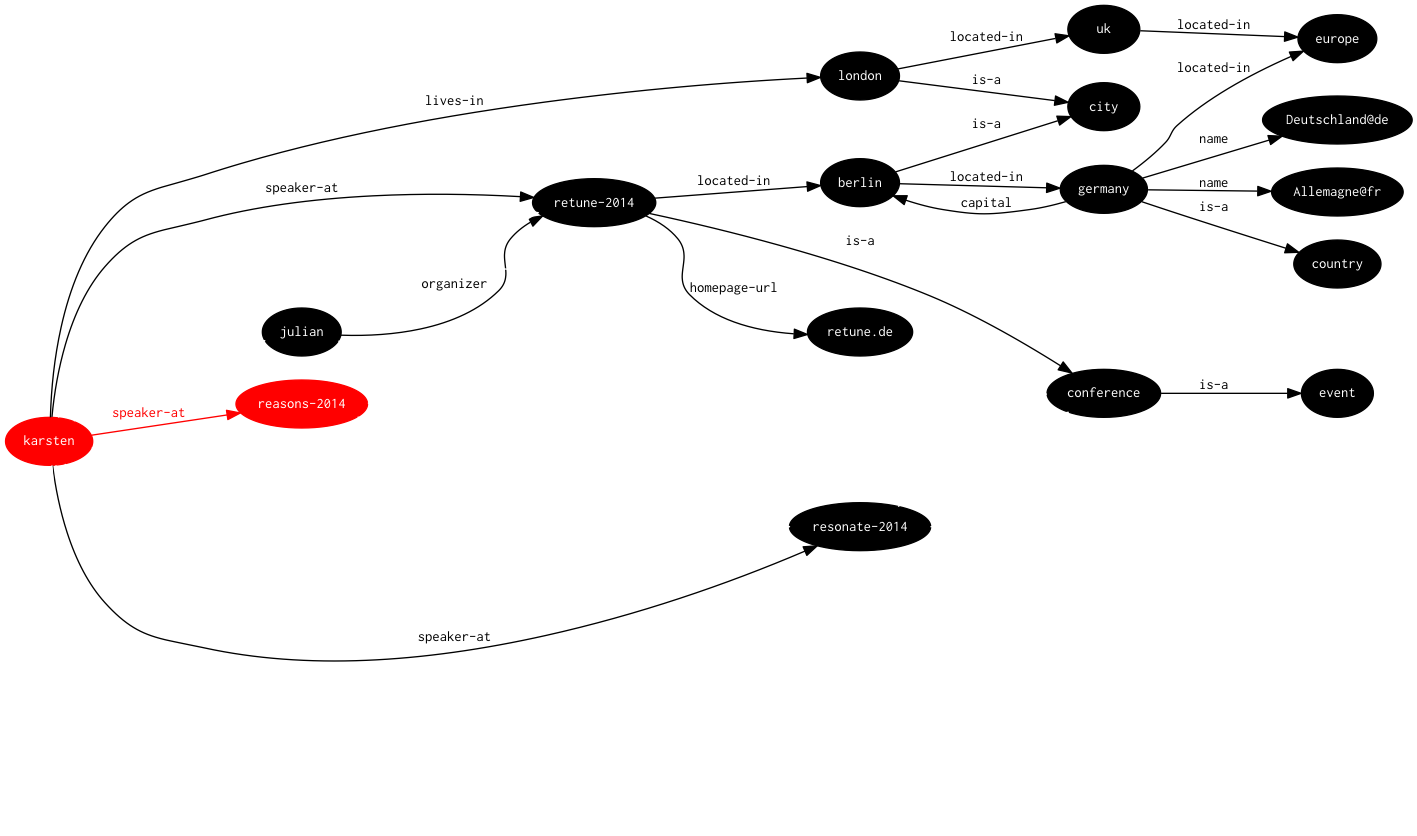 uk
located-in
europe
located-in
located-in
london
is-a
lives-in
city
Deutschland@de
is-a
name
located-in
located-in
name
speaker-at
berlin
germany
Allemagne@fr
retune-2014
capital
is-a
is-a
country
organizer
homepage-url
julian
retune.de
conference
is-a
event
reasons-2014
speaker-at
karsten
resonate-2014
speaker-at